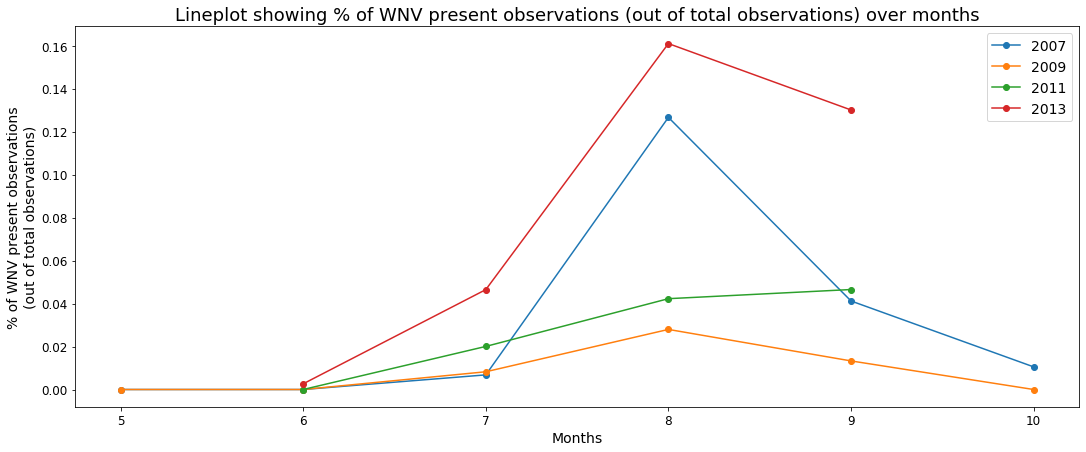 Lineplot showing % of WNV present observations (out of total observations) over months
% of WNV present observations
(out of total observations)
0.16
0.14
0.12
0.10
0.08
0.06
0.04
0.02
0.00
2007
2009
2011
2013
5 6 7 8 9 10
Months